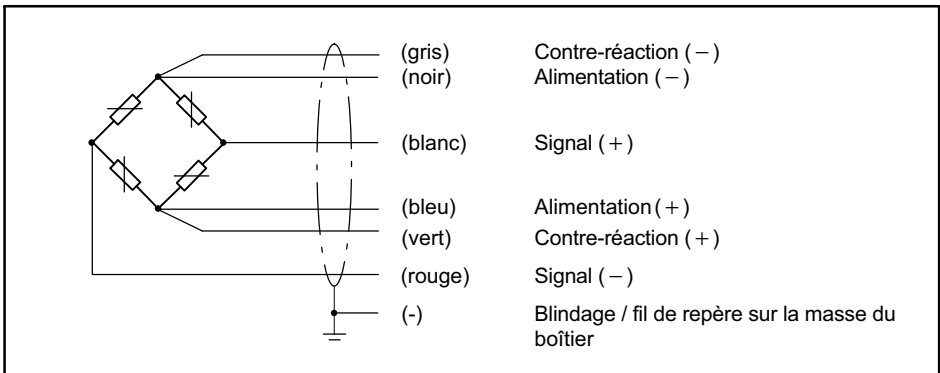 (gris) Contre-réaction (−)
(noir) Alimentation (−)
(blanc) Signal (+)
(bleu) Alimentation (+)
(vert) Contre-réaction (+)
(rouge) Signal (−)
(-) Blindage / fil de repère sur la masse du
boîtier